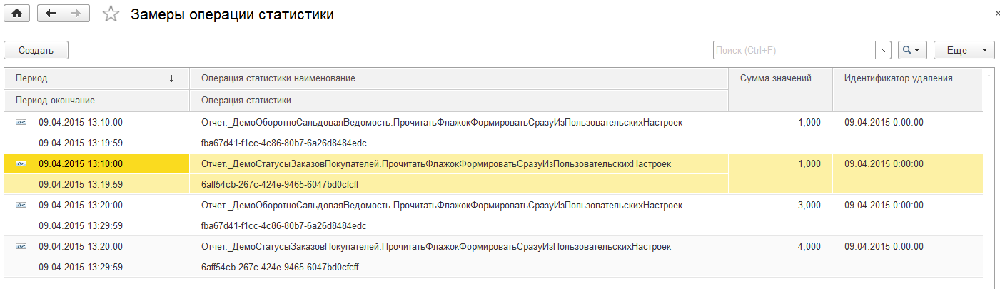 Замеры операции статистики
Создать Поиск (Ctrl+F) Еще
Период Операция статистики наименование Сумма значений Идентификатор удаления
Период окончание Операция статистики
09.04.2015 13:10:00 Отчет._ДемоОборотноСальдоваяВедомость.ПрочитатьФлажокФормироватьСразуИзПользовательскихНастроек 1,000 09.04.2015 0:00:00
09.04.2015 13:19:59 fba67d41-f1cc-4c86-80b7-6a26d8484edc
09.04.2015 13:10:00 Отчет._ДемоСтатусыЗаказовПокупателей.ПрочитатьФлажокФормироватьСразуИзПользовательскихНастроек 1,000 09.04.2015 0:00:00
09.04.2015 13:19:59 6aff54cb-267c-424e-9465-6047bd0cfcff
09.04.2015 13:20:00 Отчет._ДемоОборотноСальдоваяВедомость.ПрочитатьФлажокФормироватьСразуИзПользовательскихНастроек 3,000 09.04.2015 0:00:00
09.04.2015 13:29:59 fba67d41-f1cc-4c86-80b7-6a26d8484edc
09.04.2015 13:20:00 Отчет._ДемоСтатусыЗаказовПокупателей.ПрочитатьФлажокФормироватьСразуИзПользовательскихНастроек 4,000 09.04.2015 0:00:00
09.04.2015 13:29:59 6aff54cb-267c-424e-9465-6047bd0cfcff